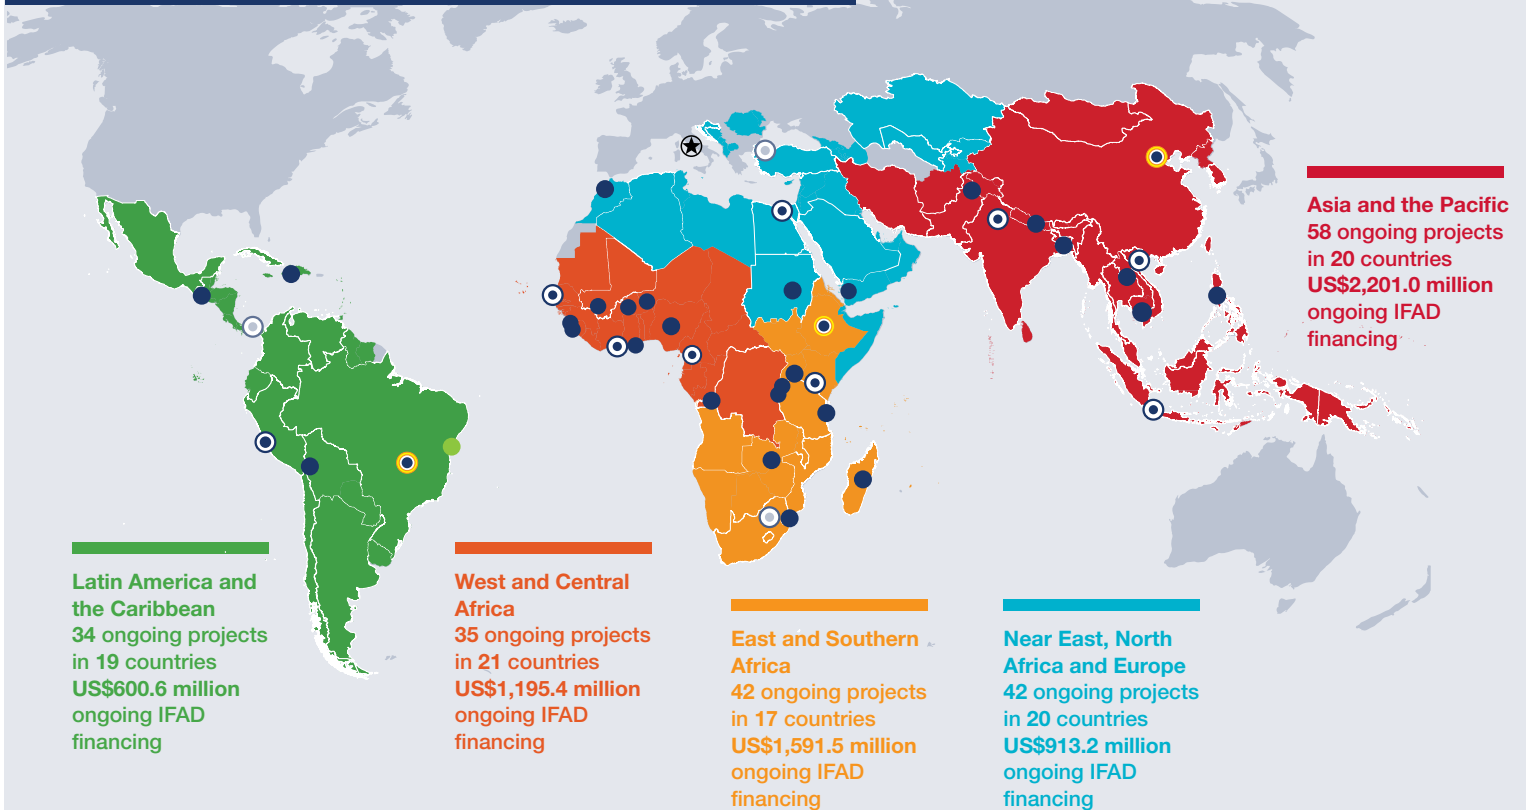 Asia and the Pacific
58 ongoing projects
in 20 countries
US$2,201.0 million
ongoing IFAD
financing
Latin America and
the Caribbean
34 ongoing projects
in 19 countries
US$600.6 million
ongoing IFAD
financing
West and Central
Africa
35 ongoing projects
in 21 countries
US$1,195.4 million
ongoing IFAD
financing
East and Southern
Africa
42 ongoing projects
in 17 countries
US$1,591.5 million
ongoing IFAD
financing
Near East, North
Africa and Europe
42 ongoing projects
in 20 countries
US$913.2 million
ongoing IFAD
financing